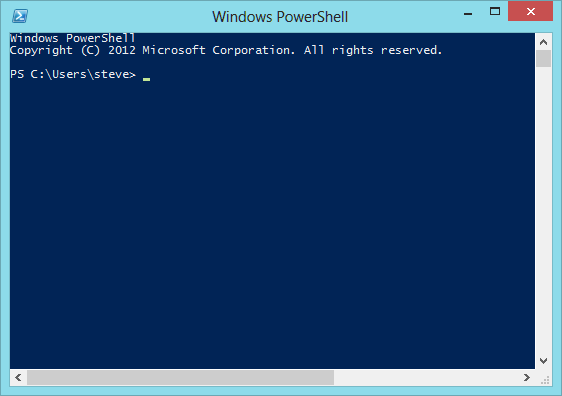 Windows PowerShell
Windows PowerShell
Copyright (C) 2012 Microsoft Corporation. All rights reserved.
PS C:\Users\steve> _